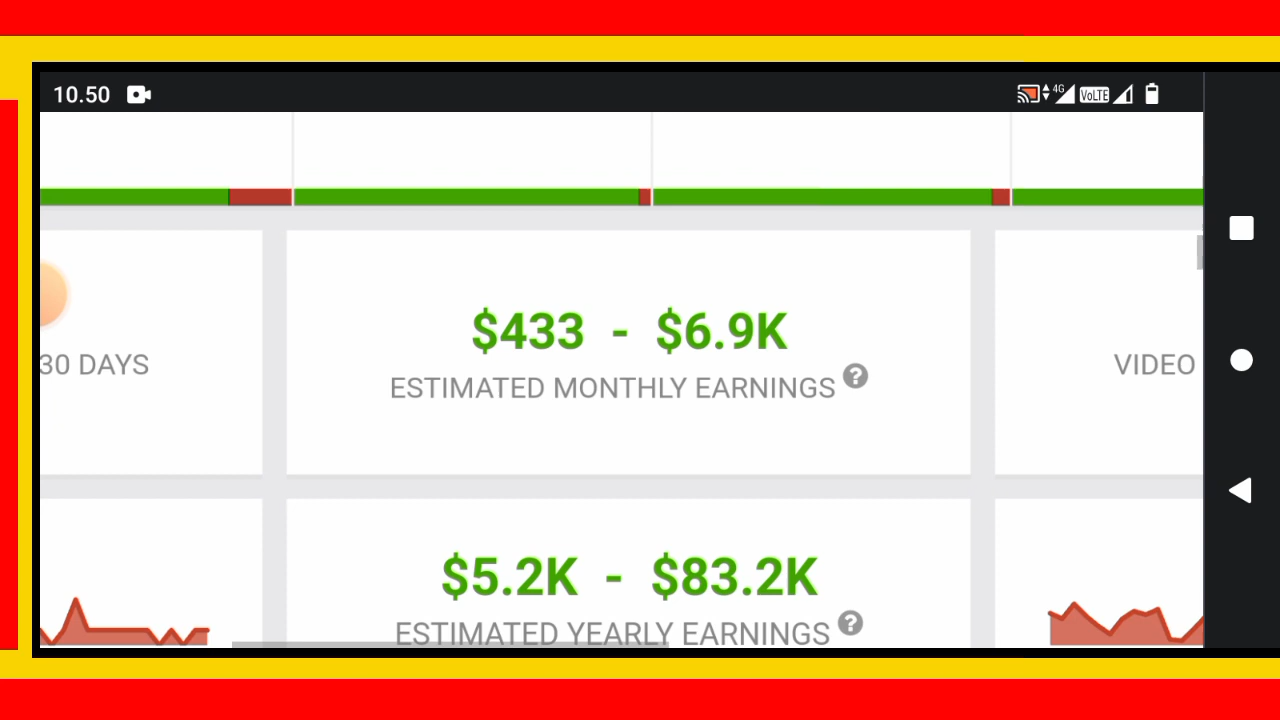 10.50
4G
VoLTE
$433 - $6.9K
30 DAYS
ESTIMATED MONTHLY EARNINGS ?
VIDEO
$5.2K - $83.2K
ESTIMATED YEARLY EARNINGS ?